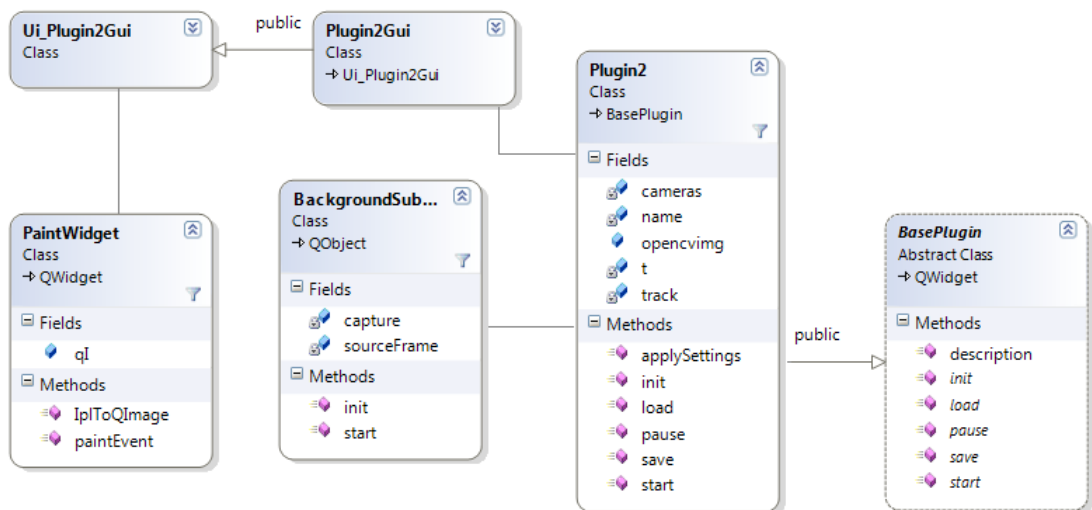 Ui_Plugin2Gui
Class
public
Plugin2Gui
Class
Ui_Plugin2Gui
Plugin2
Class
BasePlugin
Fields
cameras
name
opencvimg
t
track
Methods
applySettings
init
load
pause
save
start
BackgroundSub...
Class
QObject
Fields
capture
sourceFrame
Methods
init
start
PaintWidget
Class
QWidget
Fields
qI
Methods
IplToQImage
paintEvent
public
BasePlugin
Abstract Class
QWidget
Methods
description
init
load
pause
save
start